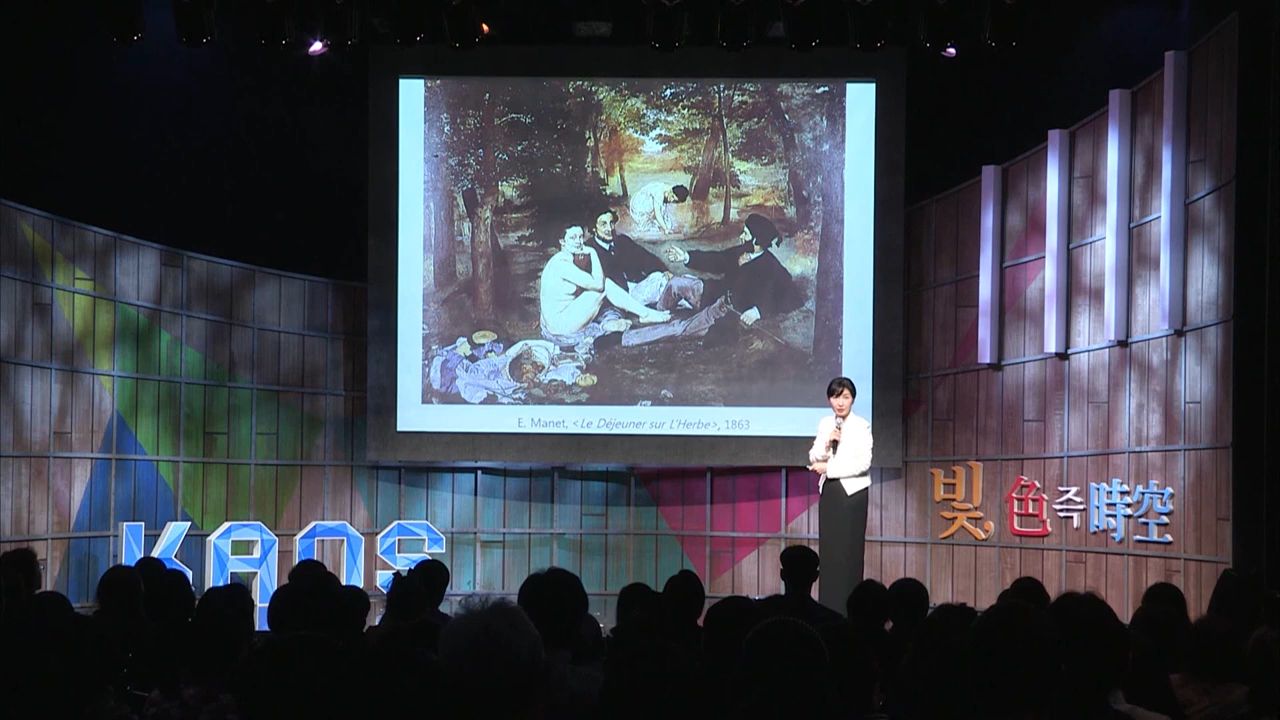 E. Manet, <Le Déjeuner sur L'Herbe>, 1863
빛, 色즉時空
KAOS